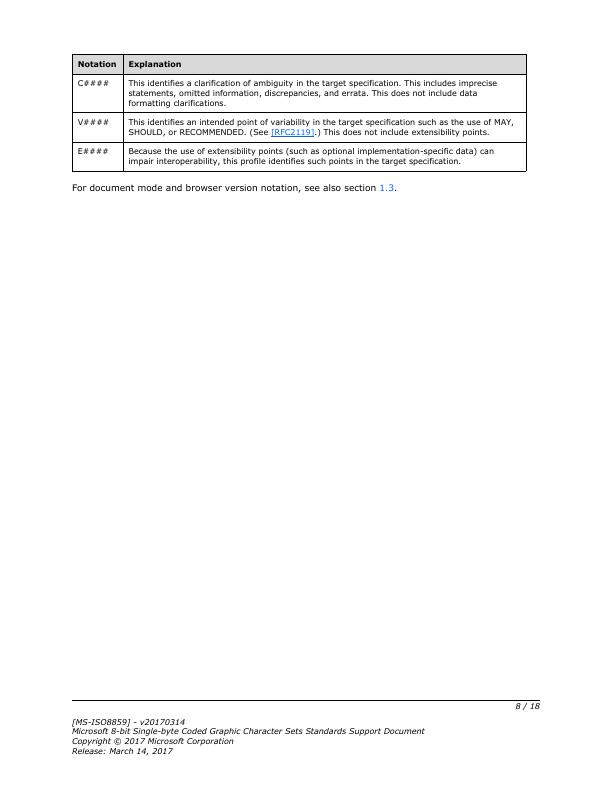 Notation Explanation
C#### This identifies a clarification of ambiguity in the target specification. This includes imprecise
statements, omitted information, discrepancies, and errata. This does not include data
formatting clarifications.
V#### This identifies an intended point of variability in the target specification such as the use of MAY,
SHOULD, or RECOMMENDED. (See [RFC2119].) This does not include extensibility points.
E#### Because the use of extensibility points (such as optional implementation-specific data) can
impair interoperability, this profile identifies such points in the target specification.
For document mode and browser version notation, see also section 1.3.
8 / 18
[MS-ISO8859] - v20170314
Microsoft 8-bit Single-byte Coded Graphic Character Sets Standards Support Document
Copyright © 2017 Microsoft Corporation
Release: March 14, 2017